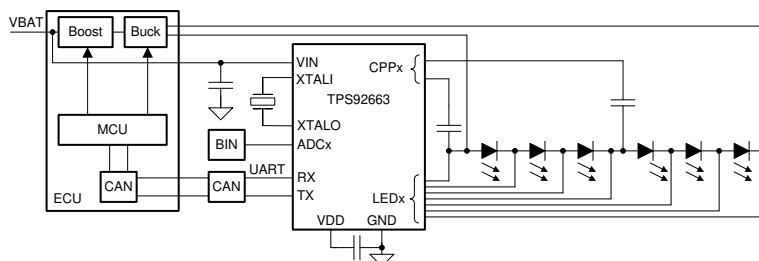 VBAT
Boost
Buck
VIN
CPPx
XTALI
TPS92663
MCU
XTALO
BIN
ADCx
UART
RX
CAN
CAN
LEDx
TX
ECU
VDD
GND